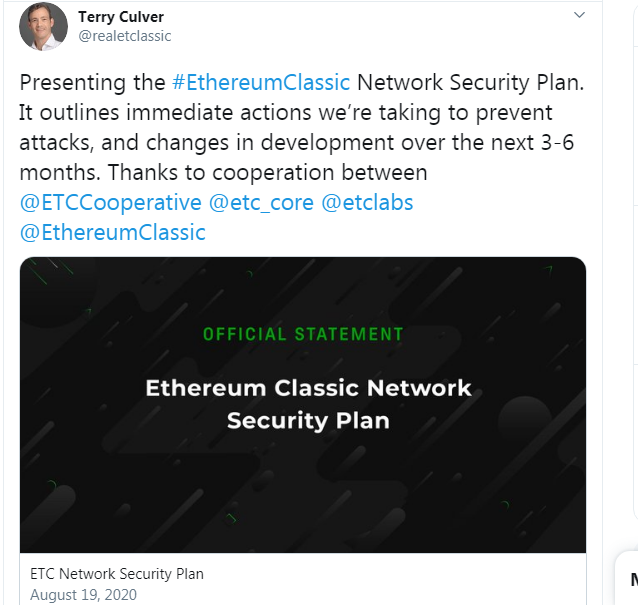 Terry Culver
@realetclassic
Presenting the #EthereumClassic Network Security Plan.
It outlines immediate actions we’re taking to prevent
attacks, and changes in development over the next 3-6
months. Thanks to cooperation between
@ETCCooperative @etc_core @etclabs
@EthereumClassic
OFFICIAL STATEMENT
Ethereum Classic Network
Security Plan
ETC Network Security Plan
August 19, 2020